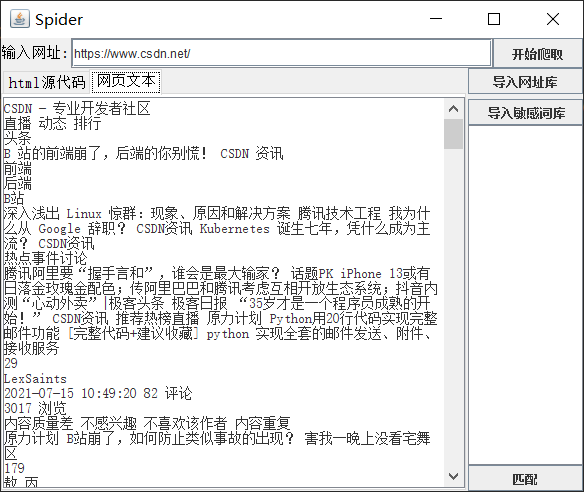 Spider
输入网址: https://www.csdn.net/ 开始爬取
html源代码 网页文本 导入网址库
导入敏感词库
CSDN - 专业开发者社区
直播 动态 排行
头条
B 站的前端崩了，后端的你别慌！ CSDN 资讯
前端
后端
B站
深入浅出 Linux 惊群：现象、原因和解决方案 腾讯技术工程 我为什
么从 Google 辞职？ CSDN资讯 Kubernetes 诞生七年，凭什么成为主
流？ CSDN资讯
热点事件讨论
腾讯阿里要“握手言和”，谁会是最大输家？ 话题PK iPhone 13或有
日落金玫瑰金配色；传阿里巴巴和腾讯考虑互相开放生态系统；抖音内
测“心动外卖”|极客头条 极客日报 “35岁才是一个程序员成熟的开
始！” CSDN资讯 推荐热榜直播 原力计划 Python用20行代码实现完整
邮件功能 [完整代码+建议收藏] python 实现全套的邮件发送、附件、
接收服务
29
LexSaints
2021-07-15 10:49:20 82 评论
3017 浏览
内容质量差 不感兴趣 不喜欢该作者 内容重复
原力计划 B站崩了，如何防止类似事故的出现？ 害我一晚上没看宅舞
区
179
敖 丙
匹配